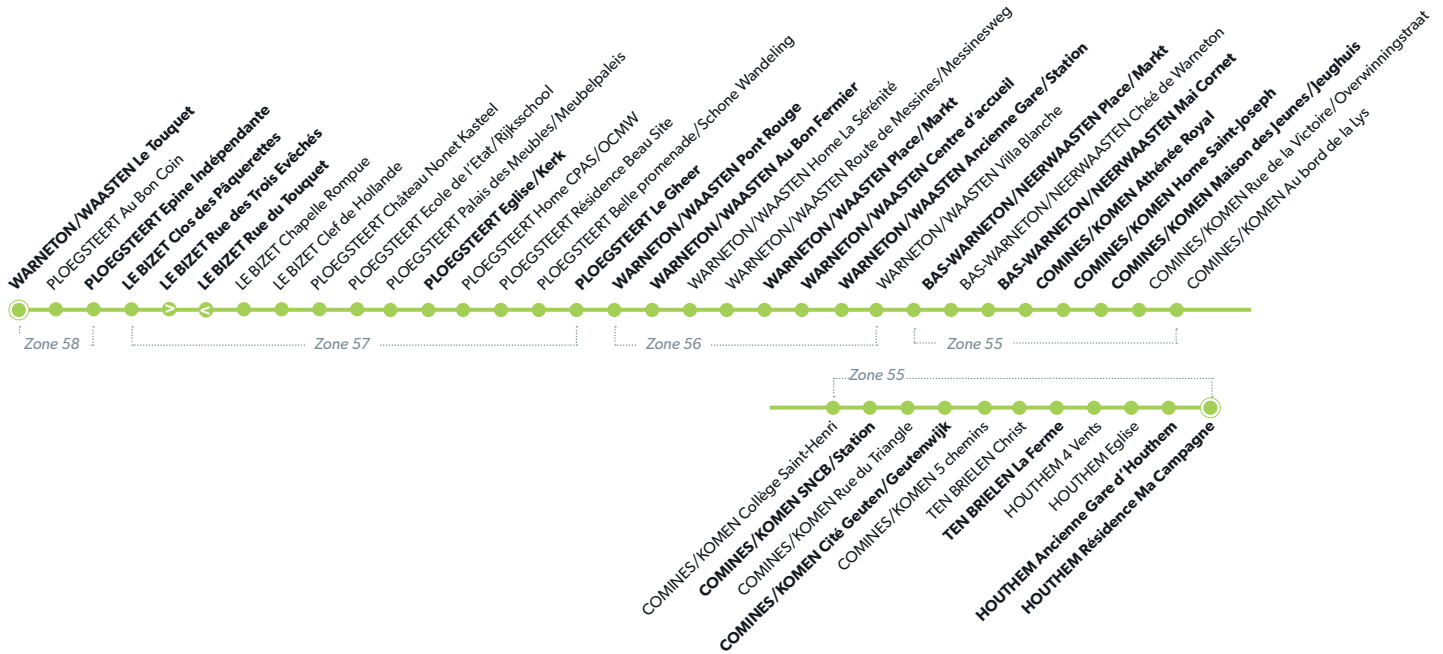 WARNETON/WAASTEN Le Touquet
PLOEGSTEERT Au Bon Coin
PLOEGSTEERT Epine Indépendante
LE BIZET Clos des Pâquerettes
LE BIZET Rue des Trois Evêchés
LE BIZET Rue du Touquet
LE BIZET Chapelle Rompue
LE BIZET Clef de Hollande
PLOEGSTEERT Château Nonet Kasteel
PLOEGSTEERT Ecole de l'Etat/Rijksschool
PLOEGSTEERT Palais des Meubles/Meubelpaleis
PLOEGSTEERT Eglise/Kerk
PLOEGSTEERT Home CPAS/OCMW
PLOEGSTEERT Résidence Beau Site
PLOEGSTEERT Belle promenade/Schone Wandeling
PLOEGSTEERT Le Gheer
WARNETON/WAASTEN Pont Rouge
WARNETON/WAASTEN Au Bon Fermier
WARNETON/WAASTEN Home La Sérénité
WARNETON/WAASTEN Route de Messines/Messinesweg
WARNETON/WAASTEN Place/Markt
WARNETON/WAASTEN Centre d'accueil
WARNETON/WAASTEN Ancienne Gare/Station
WARNETON/WAASTEN Villa Blanche
BAS-WARNETON/NEERWAASTEN Place/Markt
BAS-WARNETON/NEERWAASTEN Chéé de Warneton
BAS-WARNETON/NEERWAASTEN Mai Cornet
COMINES/KOMEN Athénée Royal
COMINES/KOMEN Home Saint-Joseph
COMINES/KOMEN Maison des Jeunes/Jeughuis
COMINES/KOMEN Rue de la Victoire/Overwinningstraat
COMINES/KOMEN Au bord de la Lys
Zone 58
Zone 57
Zone 56
Zone 55
Zone 55
COMINES/KOMEN Collège Saint-Henri
COMINES/KOMEN SNCB/Station
COMINES/KOMEN Rue du Triangle
COMINES/KOMEN Cité Geuten/Geutenwijk
COMINES/KOMEN 5 chemins
TEN BRIELEN Christ
TEN BRIELEN La Ferme
HOUTHEM 4 Vents
HOUTHEM Eglise
HOUTHEM Ancienne Gare d'Houthem
HOUTHEM Résidence Ma Campagne